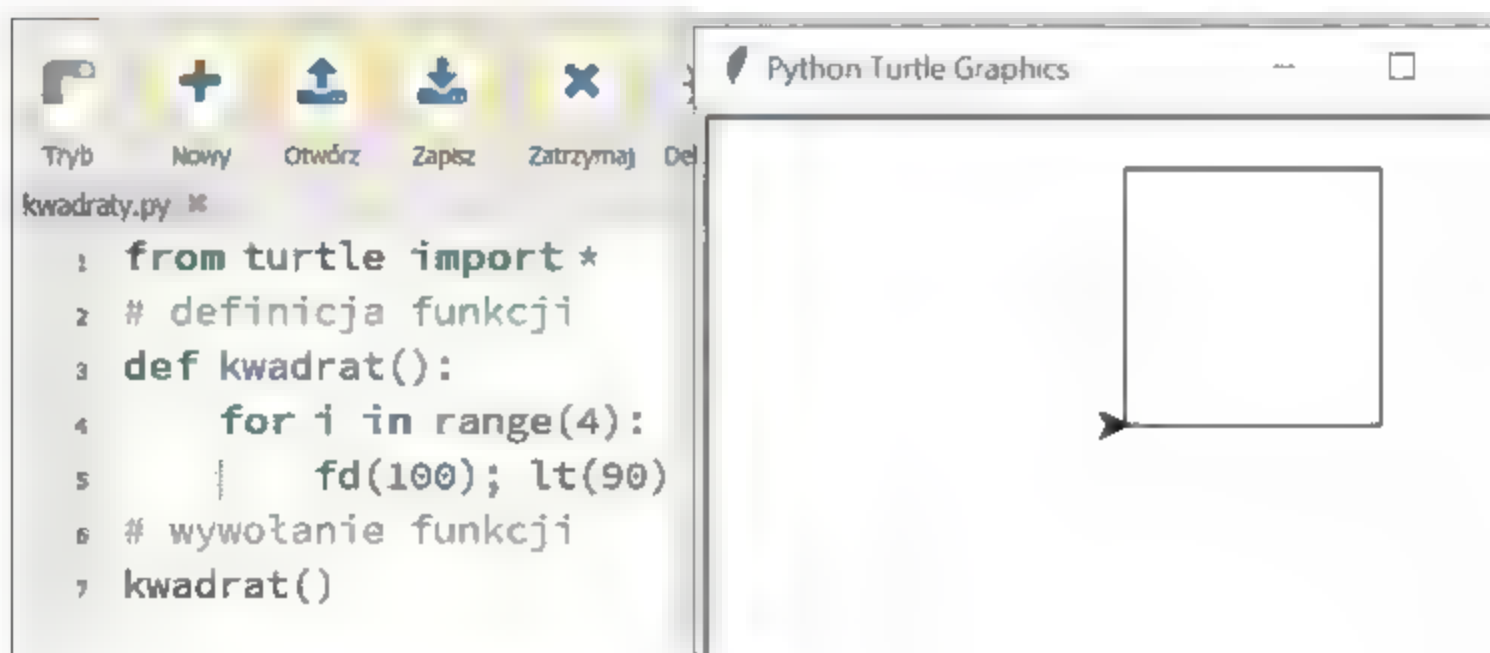 Python Turtle Graphics
Tryb Nowy Otwórz Zapisz Zatrzymaj
kwadraty.py
1 from turtle import *
2 # definicja funkcji
3 def kwadrat():
4 for i in range(4):
5 fd(100); lt(90)
6 # wywołanie funkcji
7 kwadrat()